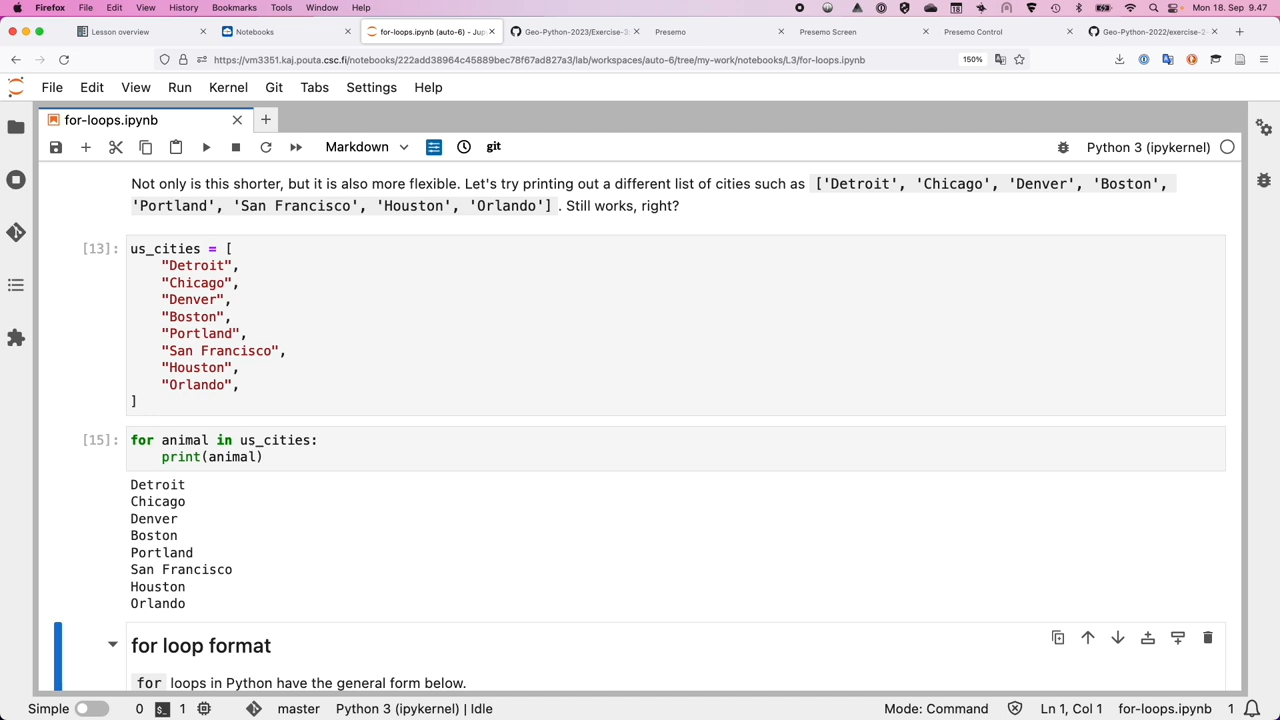 Firefox File Edit View History Bookmarks Tools Window Help Mon 18. Sep 9.47
Lesson overview Notebooks for-loops.ipynb (auto-6) - Jup Geo-Python-2023/Exercise-3: Presemo Presemo Screen Presemo Control Geo-Python-2022/exercise-2-
https://vm3351.kaj.pouta.csc.fi/notebooks/222add38964c45889bec78f67ad827a3/lab/workspaces/auto-6/tree/my-work/notebooks/L3/for-loops.ipynb 150%
File Edit View Run Kernel Git Tabs Settings Help
for-loops.ipynb
Markdown git Python 3 (ipykernel)
Not only is this shorter, but it is also more flexible. Let's try printing out a different list of cities such as ['Detroit', 'Chicago', 'Denver', 'Boston',
'Portland', 'San Francisco', 'Houston', 'Orlando'] . Still works, right?
[13]: us_cities = [
"Detroit",
"Chicago",
"Denver",
"Boston",
"Portland",
"San Francisco",
"Houston",
"Orlando",
]
[15]: for animal in us_cities:
print(animal)
Detroit
Chicago
Denver
Boston
Portland
San Francisco
Houston
Orlando
for loop format
for loops in Python have the general form below.
Simple 0 1 master Python 3 (ipykernel) | Idle Mode: Command Ln 1, Col 1 for-loops.ipynb 1